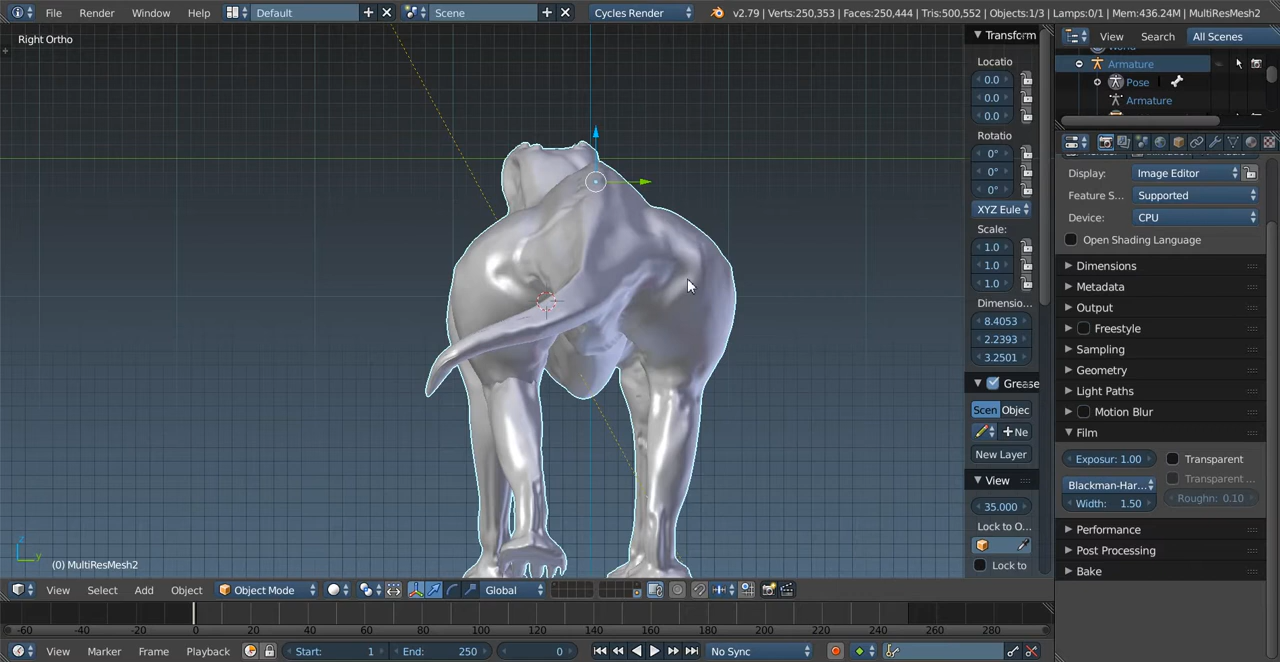 File Render Window Help Default Scene Cycles Render v2.79 | Verts:250,353 | Faces:250,444 | Tris:500,552 | Objects:1/3 | Lamps:0/1 | Mem:436.24M | MultiResMesh2
Right Ortho
Transform
Locatio
0.0
0.0
0.0
Rotatio
0°
0°
0°
XYZ Eule
Scale:
1.0
1.0
1.0
Dimensio...
8.4053
2.2393
3.2501
Grease
Scen Objec
Ne
New Layer
View
35.000
Lock to O...
Lock to
z
y
(0) MultiResMesh2
View Search All Scenes
World
Armature
Pose
Armature
Display: Image Editor
Feature S... Supported
Device: CPU
Open Shading Language
Dimensions
Metadata
Output
Freestyle
Sampling
Geometry
Light Paths
Motion Blur
Film
Exposur: 1.00 Transparent
Blackman-Har... Transparent ...
Width: 1.50 Roughn: 0.10
Performance
Post Processing
Bake
View Select Add Object Object Mode Global
-60 -40 -20 0 20 40 60 80 100 120 140 160 180 200 220 240 260 280
View Marker Frame Playback Start: 1 End: 250 0 No Sync